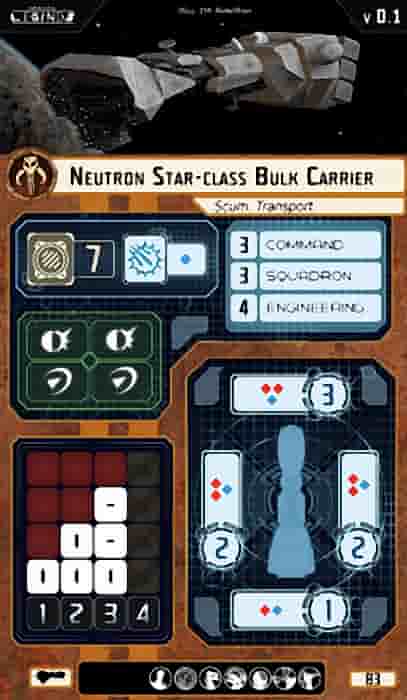 LEGENDS
v 0.1
NEUTRON STAR-CLASS BULK CARRIER
Scum Transport
7
3 COMMAND
3 SQUADRON
4 ENGINEERING
3
2
2
1
-
I -
I I I
1 2 3 4
83